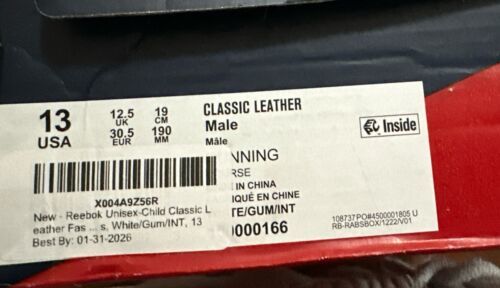 13
USA
12.5
UK
30.5
EUR
19
CM
190
MM
CLASSIC LEATHER
Male
Mâle
Inside
NNING
RSE
IN CHINA
IQUÉ EN CHINE
TE/GUM/INT
0000166
X004A9Z56R
New - Reebok Unisex-Child Classic L
eather Fas ... s, White/Gum/INT, 13
Best By: 01-31-2026
108737PO#4500001805 U
RB-RABSBOX/1222/V01